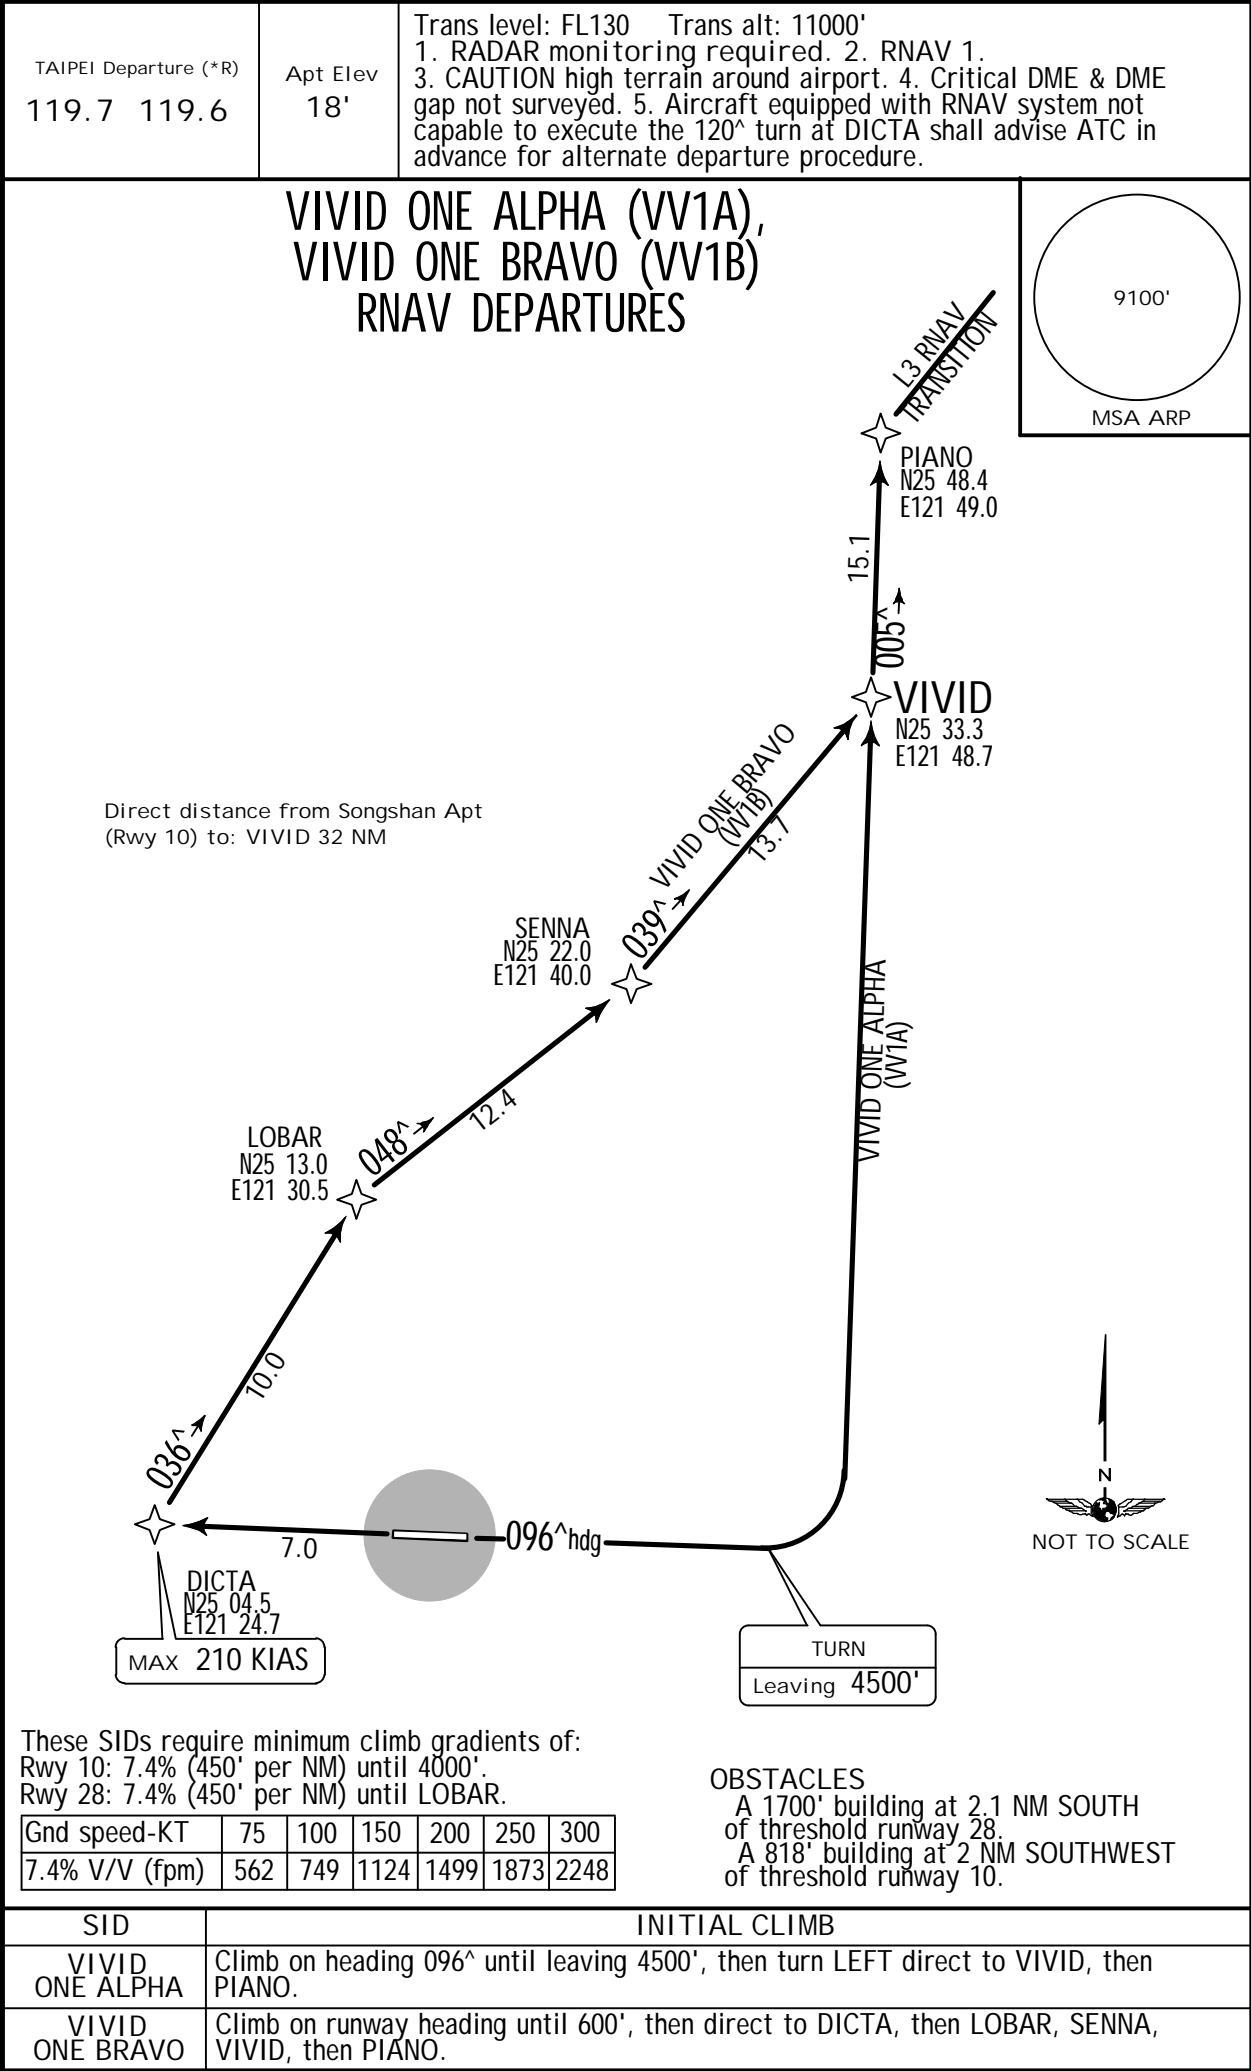 TAIPEI Departure (*R)
119.7 119.6
Apt Elev
18'
Trans level: FL130 Trans alt: 11000'
1. RADAR monitoring required. 2. RNAV 1.
3. CAUTION high terrain around airport. 4. Critical DME & DME
gap not surveyed. 5. Aircraft equipped with RNAV system not
capable to execute the 120^ turn at DICTA shall advise ATC in
advance for alternate departure procedure.
VIVID ONE ALPHA (VV1A),
VIVID ONE BRAVO (VV1B)
RNAV DEPARTURES
9100'
MSA ARP
L3 RNAV
TRANSITION
PIANO
N25 48.4
E121 49.0
15.1
005^
VIVID
N25 33.3
E121 48.7
VIVID ONE BRAVO
(VV1B)
13.7
039^
Direct distance from Songshan Apt
(Rwy 10) to: VIVID 32 NM
SENNA
N25 22.0
E121 40.0
VIVID ONE ALPHA
(VV1A)
12.4
048^
LOBAR
N25 13.0
E121 30.5
10.0
036^
7.0
096^hdg
DICTA
N25 04.5
E121 24.7
MAX 210 KIAS
TURN
Leaving 4500'
N
NOT TO SCALE
These SIDs require minimum climb gradients of:
Rwy 10: 7.4% (450' per NM) until 4000'.
Rwy 28: 7.4% (450' per NM) until LOBAR.
Gnd speed-KT 75 100 150 200 250 300
7.4% V/V (fpm) 562 749 1124 1499 1873 2248
OBSTACLES
A 1700' building at 2.1 NM SOUTH
of threshold runway 28.
A 818' building at 2 NM SOUTHWEST
of threshold runway 10.
SID INITIAL CLIMB
VIVID
ONE ALPHA
Climb on heading 096^ until leaving 4500', then turn LEFT direct to VIVID, then
PIANO.
VIVID
ONE BRAVO
Climb on runway heading until 600', then direct to DICTA, then LOBAR, SENNA,
VIVID, then PIANO.